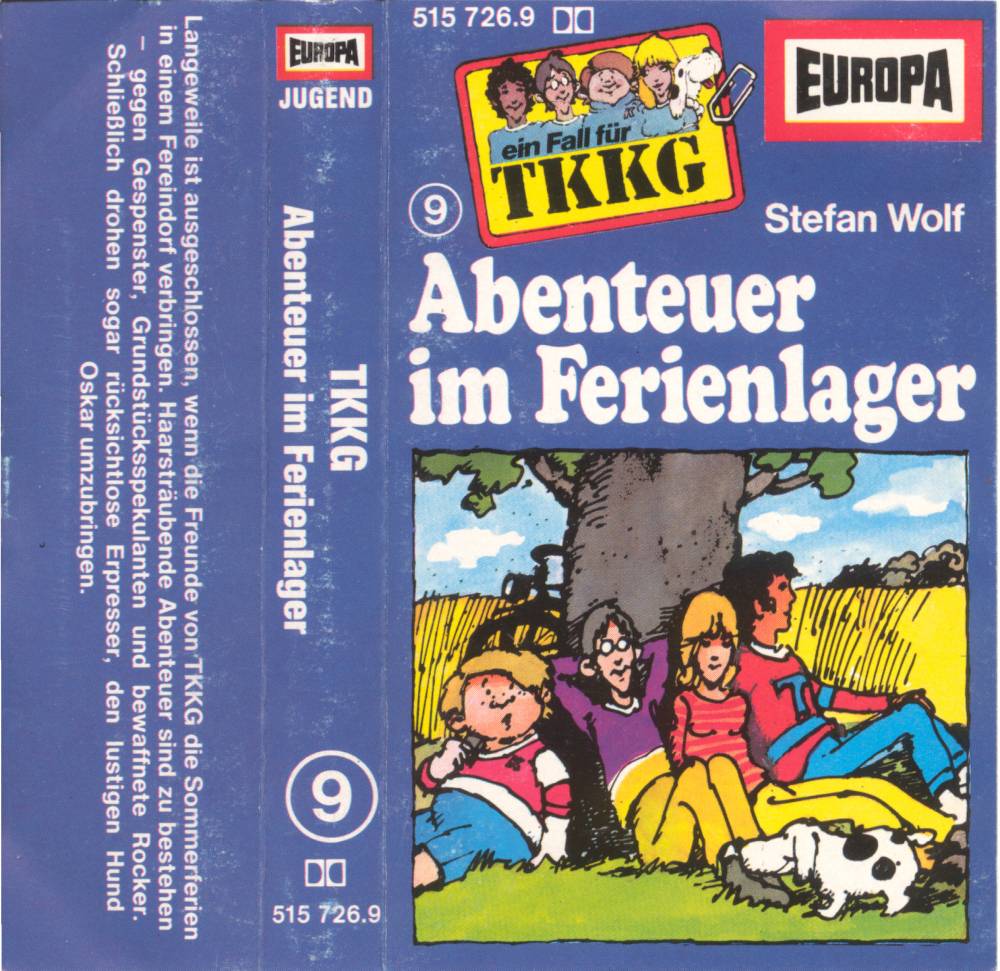 Langeweile ist ausgeschlossen, wenn die Freunde von TKKG die Sommerferien
in einem Fereindorf verbringen. Haarsträubende Abenteuer sind zu bestehen
– gegen Gespenster, Grundstücksspekulanten und bewaffnete Rocker.
Schließlich drohen sogar rücksichtlose Erpresser, den lustigen Hund
Oskar umzubringen.
EUROPA
JUGEND
TKKG
Abenteuer im Ferienlager
9
515 726.9
515 726.9
ein Fall für
TKKG
EUROPA
9
Stefan Wolf
Abenteuer
im Ferienlager
T